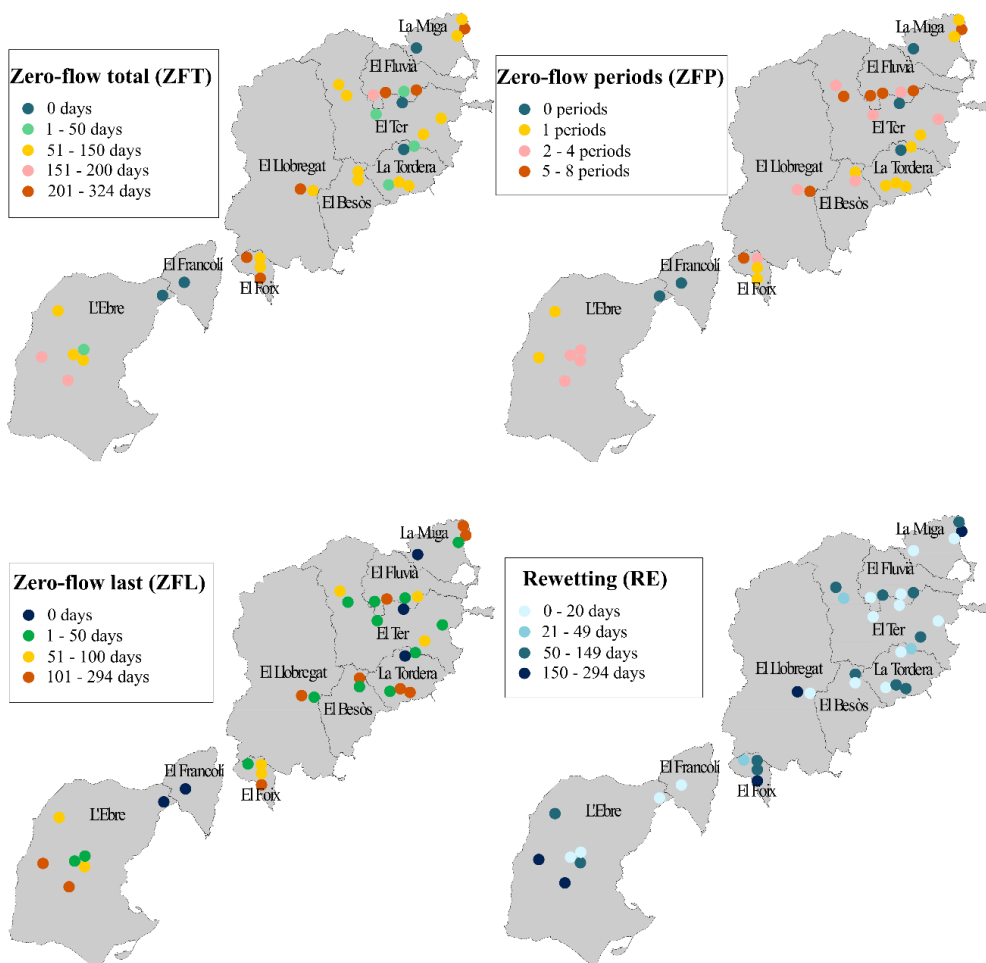 La Muga
Zero-flow total (ZFT)
0 days
1 - 50 days
51 - 150 days
151 - 200 days
201 - 324 days
El Fluvià
El Ter
El Llobregat
La Tordera
El Besòs
El Francolí
El Foix
L'Ebre
La Muga
Zero-flow periods (ZFP)
0 periods
1 periods
2 - 4 periods
5 - 8 periods
El Fluvià
El Ter
El Llobregat
La Tordera
El Besòs
El Francolí
El Foix
L'Ebre
La Muga
Zero-flow last (ZFL)
0 days
1 - 50 days
51 - 100 days
101 - 294 days
El Fluvià
El Ter
El Llobregat
La Tordera
El Besòs
El Francolí
El Foix
L'Ebre
La Muga
Rewetting (RE)
0 - 20 days
21 - 49 days
50 - 149 days
150 - 294 days
El Fluvià
El Ter
El Llobregat
La Tordera
El Besòs
El Francolí
El Foix
L'Ebre